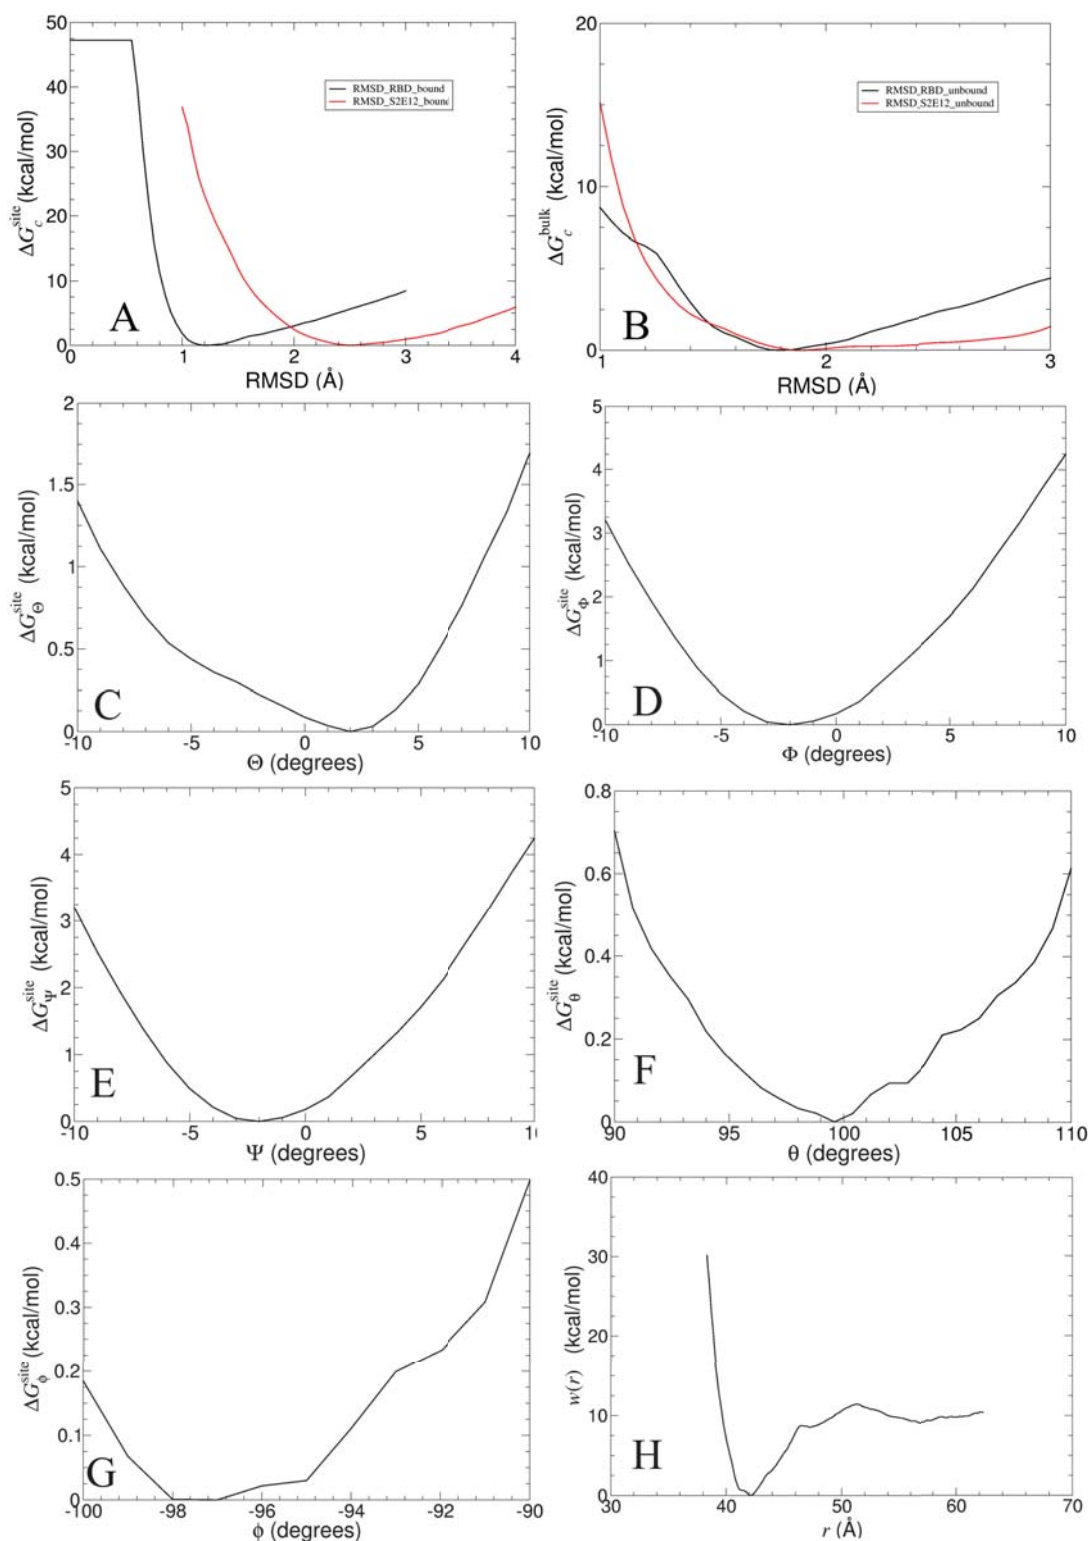 50
45
40
35
30
25
20
15
10
5
0
ΔG_c^site (kcal/mol)
RMSD_RBD_bound
RMSD_S2E12_bound
A
0 1 2 3 4
RMSD (Å)
20
10
0
ΔG_c^bulk (kcal/mol)
RMSD_RBD_unbound
RMSD_S2E12_unbound
B
1 2 3
RMSD (Å)
2
1.5
1
0.5
0
ΔG_Θ^site (kcal/mol)
C
-10 -5 0 5 10
Θ (degrees)
5
4
3
2
1
0
ΔG_Φ^site (kcal/mol)
D
-10 -5 0 5 10
Φ (degrees)
5
4
3
2
1
0
ΔG_Ψ^site (kcal/mol)
E
-10 -5 0 5 10
Ψ (degrees)
0.8
0.6
0.4
0.2
0
ΔG_θ^site (kcal/mol)
F
90 95 100 105 110
θ (degrees)
0.5
0.4
0.3
0.2
0.1
0
ΔG_ϕ^site (kcal/mol)
G
-100 -98 -96 -94 -92 -90
ϕ (degrees)
40
30
20
10
0
w(r) (kcal/mol)
H
30 40 50 60 70
r (Å)